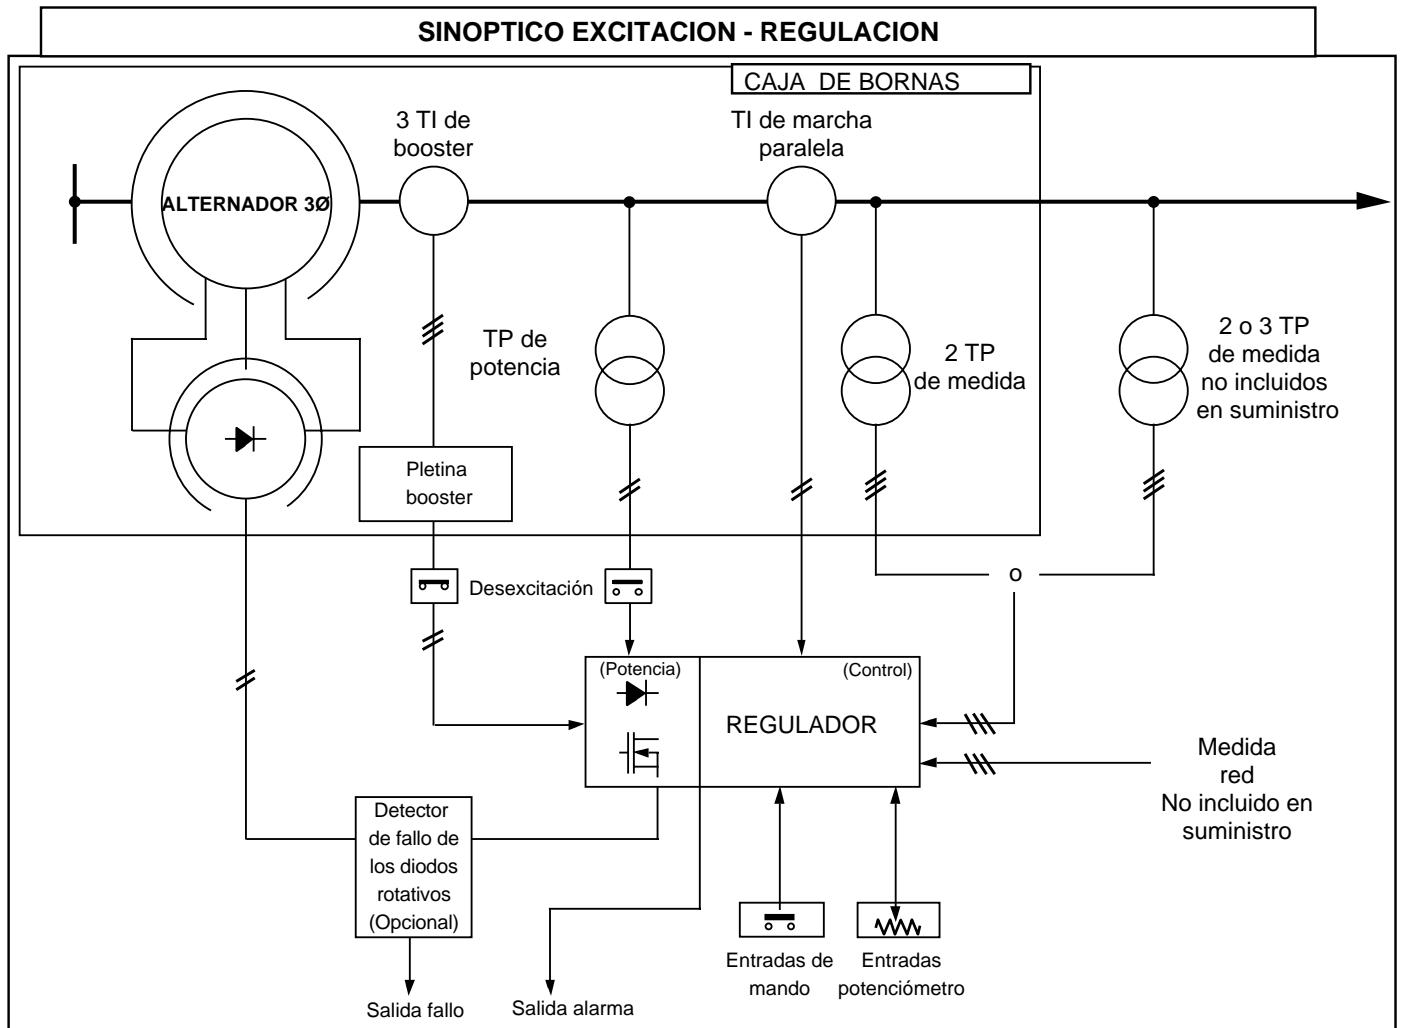 SINOPTICO EXCITACION - REGULACION
CAJA DE BORNAS
3 TI de
booster
TI de marcha
paralela
ALTERNADOR 3Ø
TP de
potencia
2 TP
de medida
2 o 3 TP
de medida
no incluidos
en suministro
Pletina
booster
Desexcitación
o
(Potencia)
(Control)
REGULADOR
Medida
red
No incluido en
suministro
Detector
de fallo de
los diodos
rotativos
(Opcional)
Entradas de
mando
Entradas
potenciómetro
Salida fallo
Salida alarma